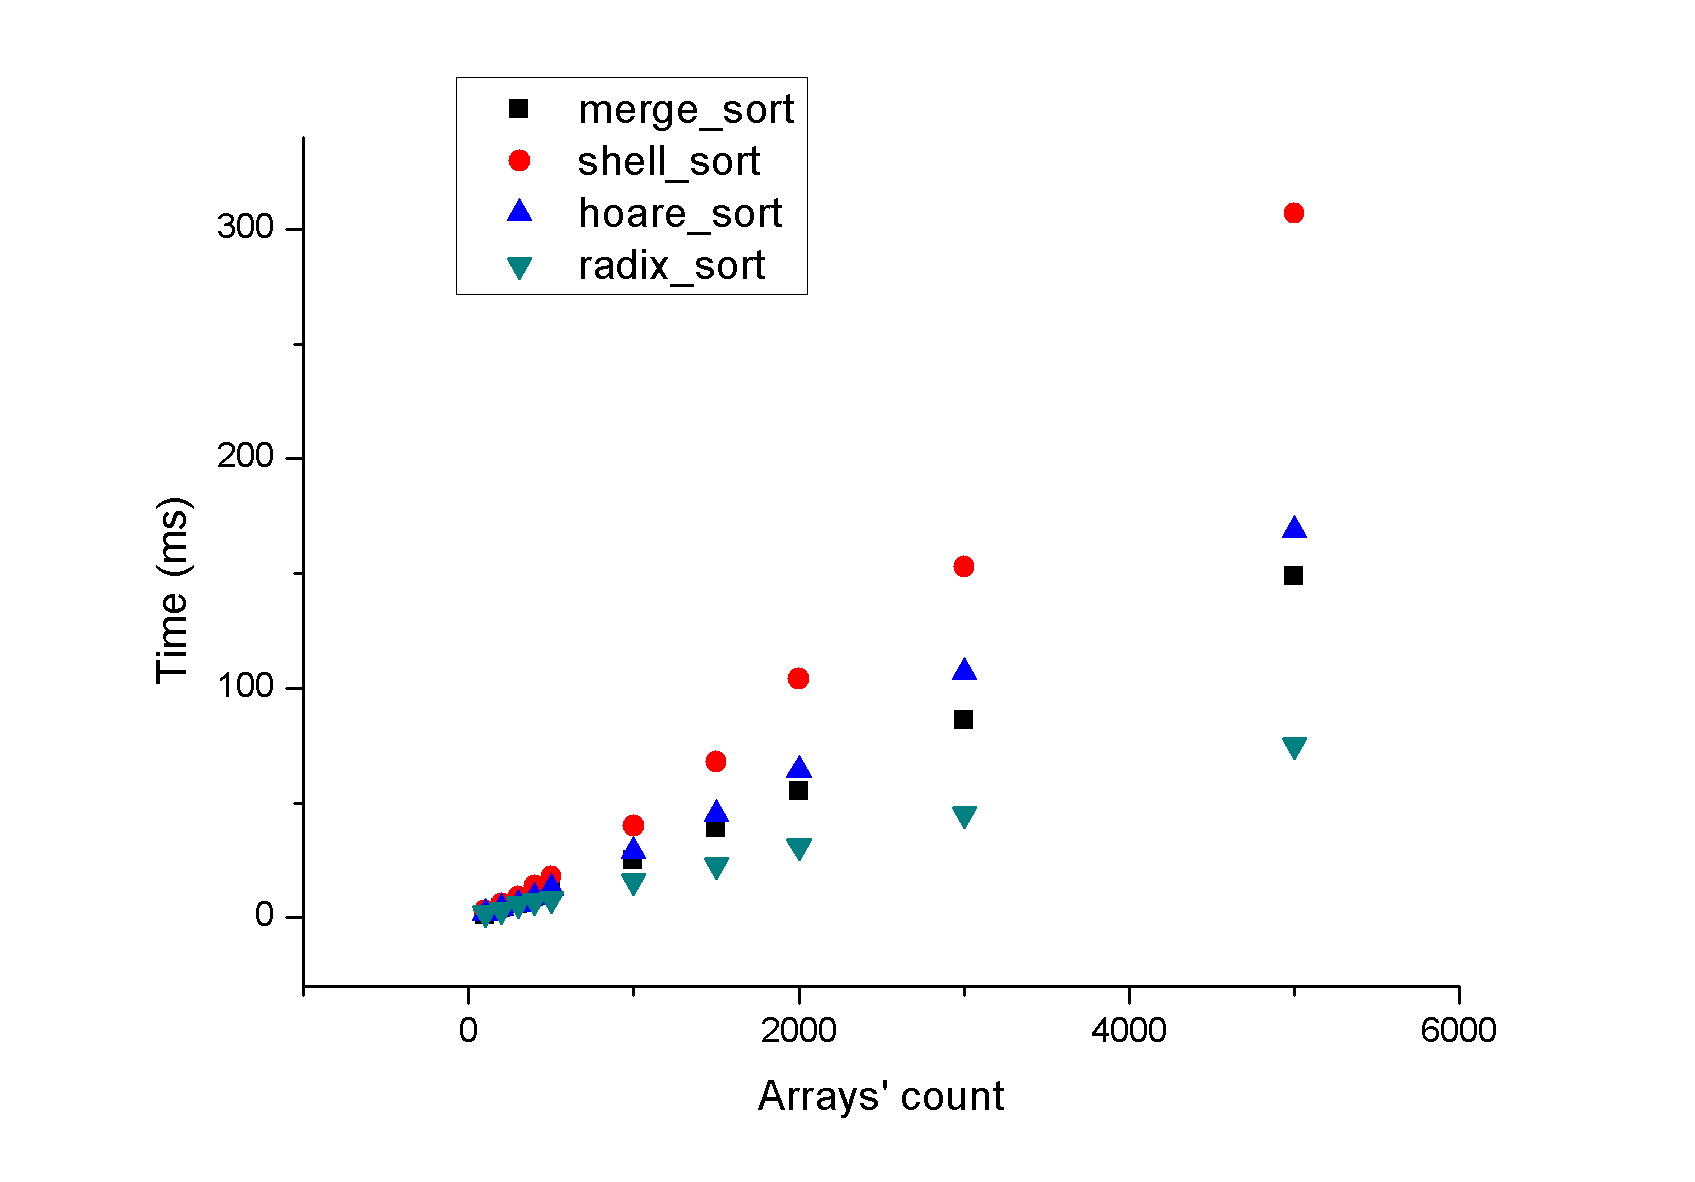 merge_sort
shell_sort
hoare_sort
radix_sort
300
200
100
0
Time (ms)
0 2000 4000 6000
Arrays' count